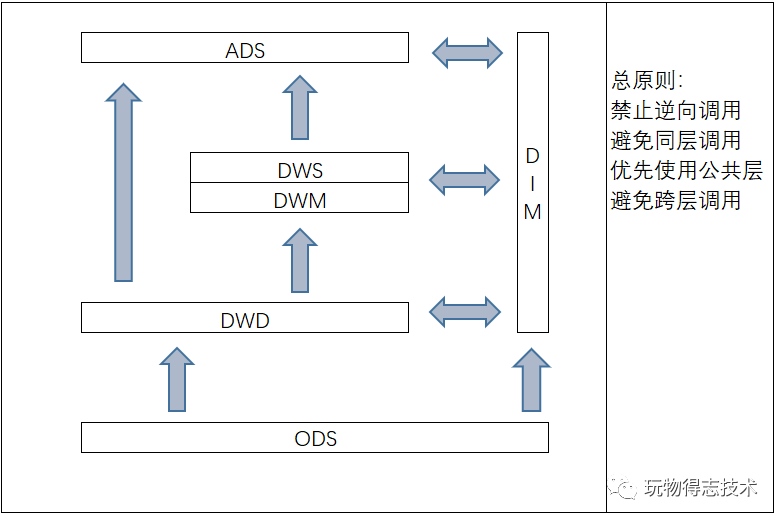 ADS
DWS
DWM
DIM
DWD
ODS
总原则:
禁止逆向调用
避免同层调用
优先使用公共层
避免跨层调用
玩物得志技术